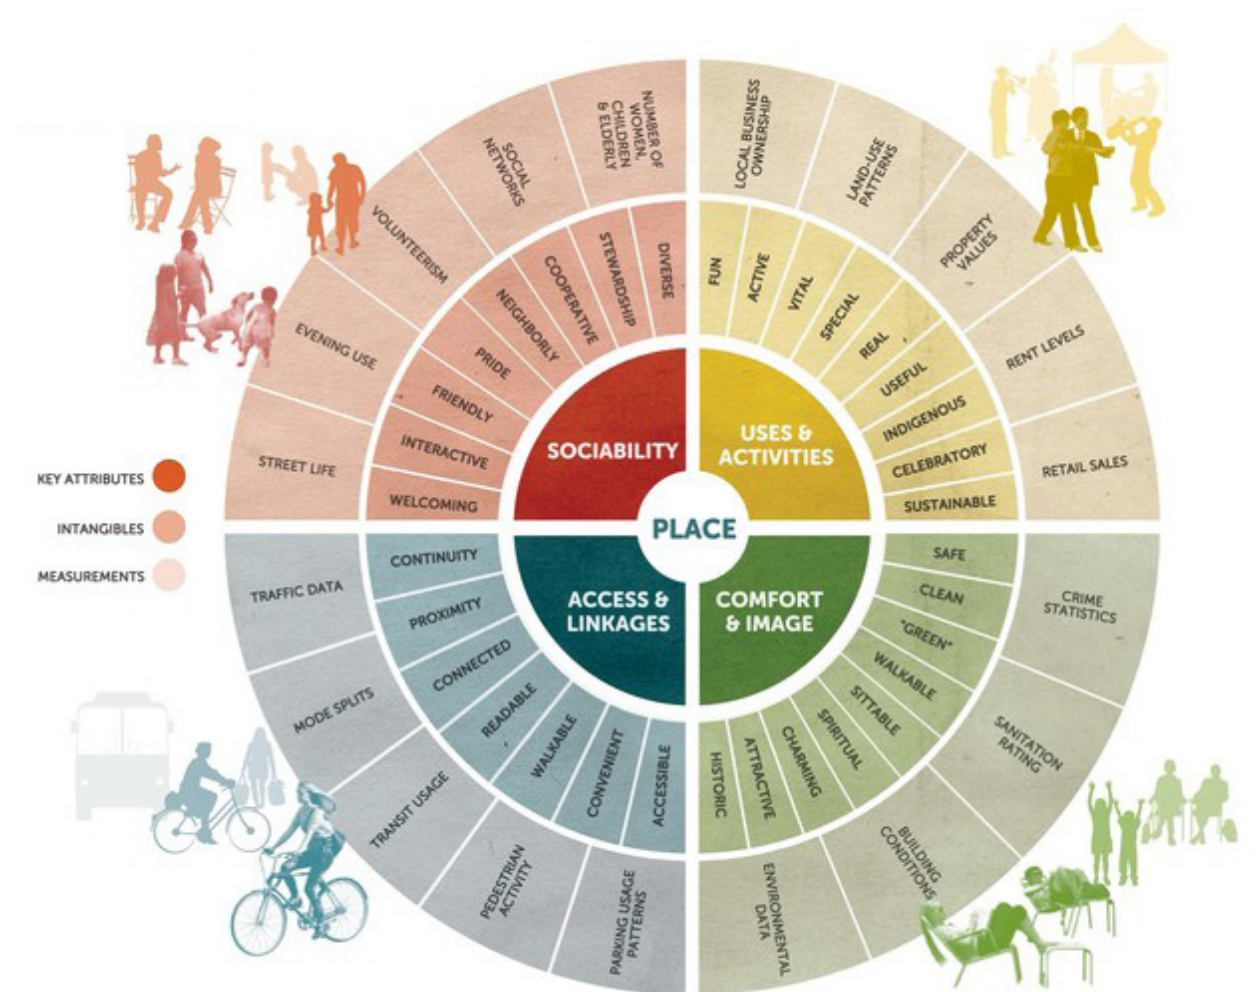 NUMBER OF
WOMEN,
CHILDREN
& ELDERLY
SOCIAL
NETWORKS
VOLUNTEERISM
EVENING USE
STREET LIFE
DIVERSE
STEWARDSHIP
COOPERATIVE
NEIGHBORLY
PRIDE
FRIENDLY
INTERACTIVE
WELCOMING
SOCIABILITY
LOCAL BUSINESS
OWNERSHIP
LAND-USE
PATTERNS
PROPERTY
VALUES
RENT LEVELS
RETAIL SALES
FUN
ACTIVE
VITAL
SPECIAL
REAL
USEFUL
INDIGENOUS
CELEBRATORY
SUSTAINABLE
USES &
ACTIVITIES
PLACE
KEY ATTRIBUTES
INTANGIBLES
MEASUREMENTS
ACCESS &
LINKAGES
CONTINUITY
PROXIMITY
CONNECTED
READABLE
WALKABLE
CONVENIENT
ACCESSIBLE
TRAFFIC DATA
MODE SPLITS
TRANSIT USAGE
PEDESTRIAN
ACTIVITY
PARKING USAGE
PATTERNS
COMFORT
& IMAGE
SAFE
CLEAN
"GREEN"
WALKABLE
SITTABLE
SPIRITUAL
CHARMING
ATTRACTIVE
HISTORIC
CRIME
STATISTICS
SANITATION
RATING
BUILDING
CONDITIONS
ENVIRONMENTAL
DATA